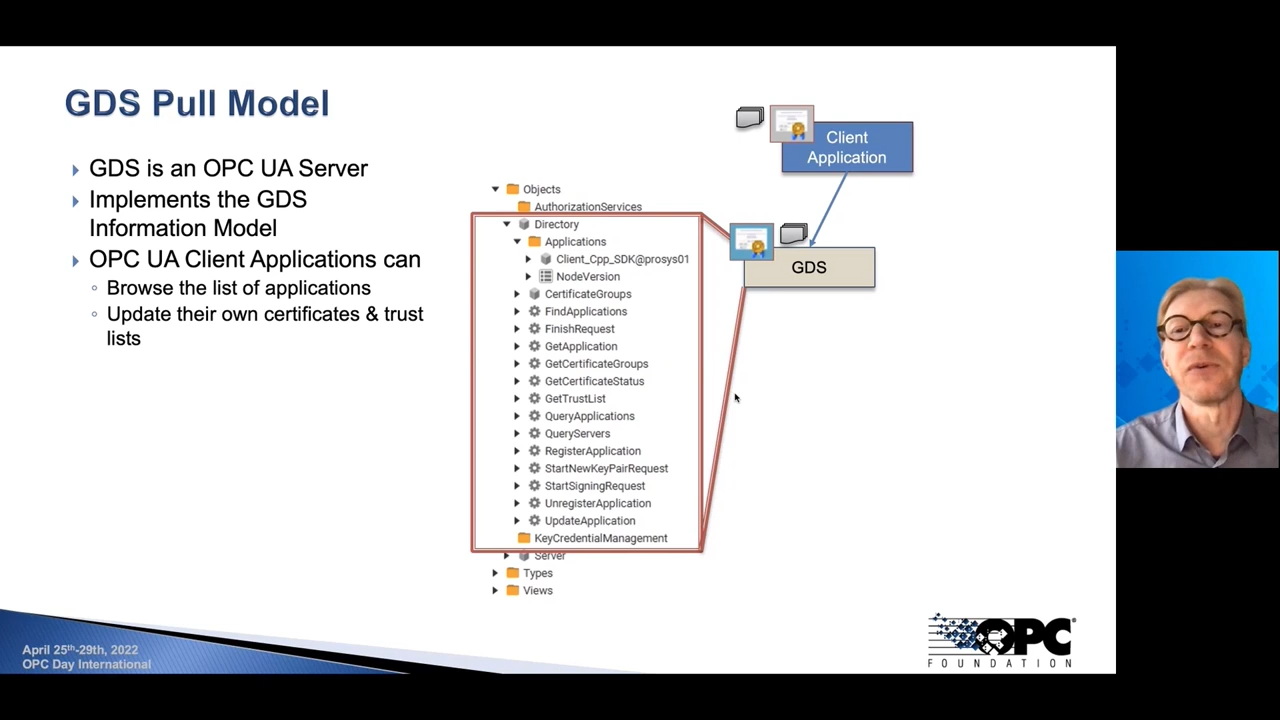 GDS Pull Model
GDS is an OPC UA Server
Implements the GDS
Information Model
OPC UA Client Applications can
Browse the list of applications
Update their own certificates & trust
lists
Objects
AuthorizationServices
Directory
Applications
Client_Cpp_SDK@prosys01
NodeVersion
CertificateGroups
FindApplications
FinishRequest
GetApplication
GetCertificateGroups
GetCertificateStatus
GetTrustList
QueryApplications
QueryServers
RegisterApplication
StartNewKeyPairRequest
StartSigningRequest
UnregisterApplication
UpdateApplication
KeyCredentialManagement
Server
Types
Views
Client
Application
GDS
April 25th-29th, 2022
OPC Day International
OPC
FOUNDATION